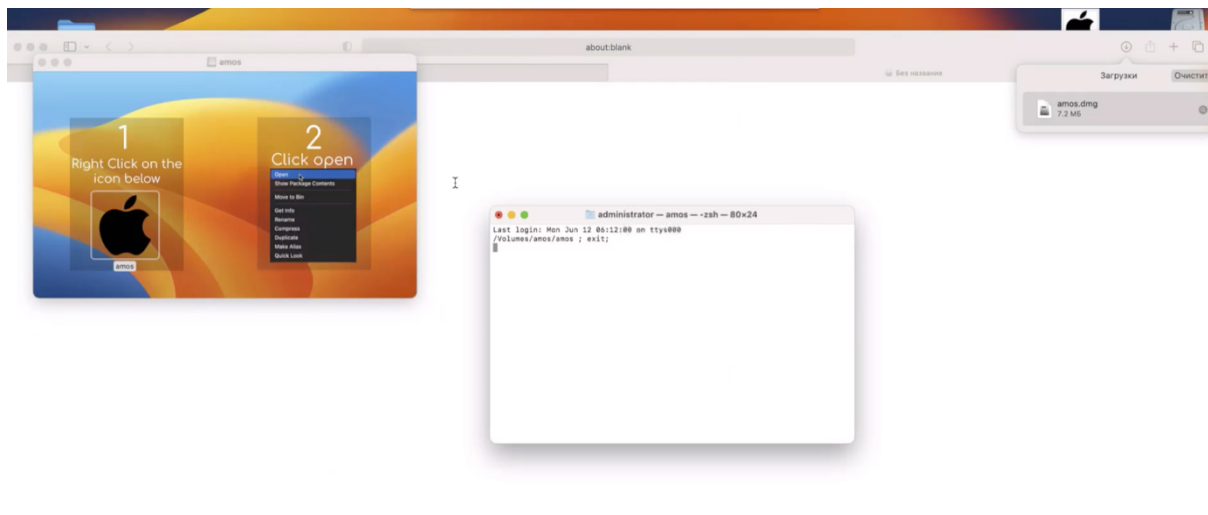 about:blank
amos
Без названия
Загрузки
Очистит
amos.dmg
7.2 МБ
1
Right Click on the
icon below
amos
2
Click open
Open
Show Package Contents
Move to Bin
Get Info
Rename
Compress
Duplicate
Make Alias
Quick Look
administrator — amos — -zsh — 80×24
Last login: Mon Jun 12 06:12:00 on ttys000
/Volumes/amos/amos ; exit;